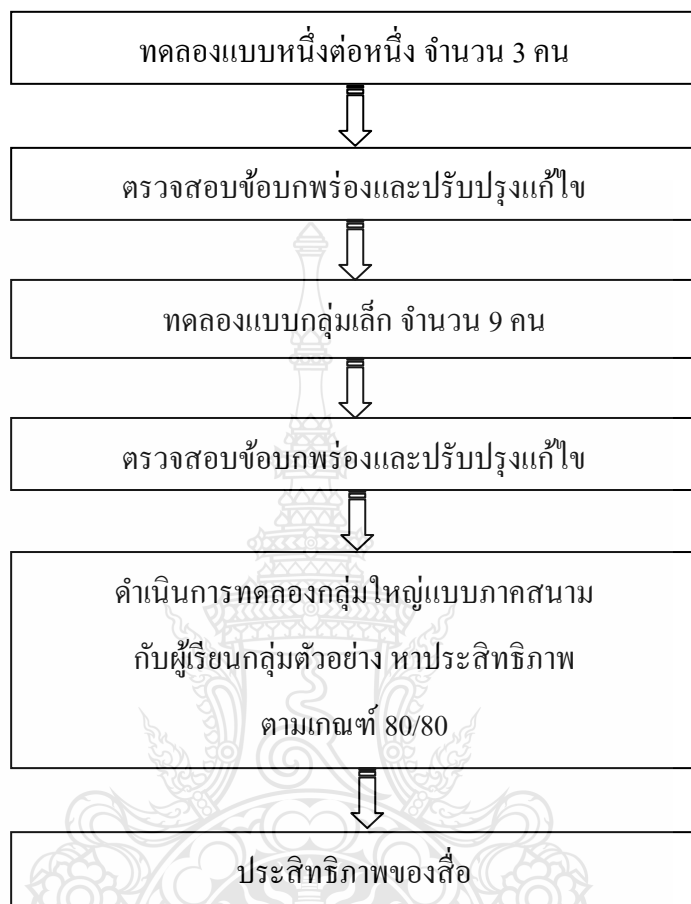 ทดลองแบบหนึ่งต่อหนึ่ง จำนวน 3 คน
ตรวจสอบข้อบกพร่องและปรับปรุงแก้ไข
ทดลองแบบกลุ่มเล็ก จำนวน 9 คน
ตรวจสอบข้อบกพร่องและปรับปรุงแก้ไข
ดำเนินการทดลองกลุ่มใหญ่แบบภาคสนาม
กับผู้เรียนกลุ่มตัวอย่าง หาประสิทธิภาพ
ตามเกณฑ์ 80/80
ประสิทธิภาพของสื่อ